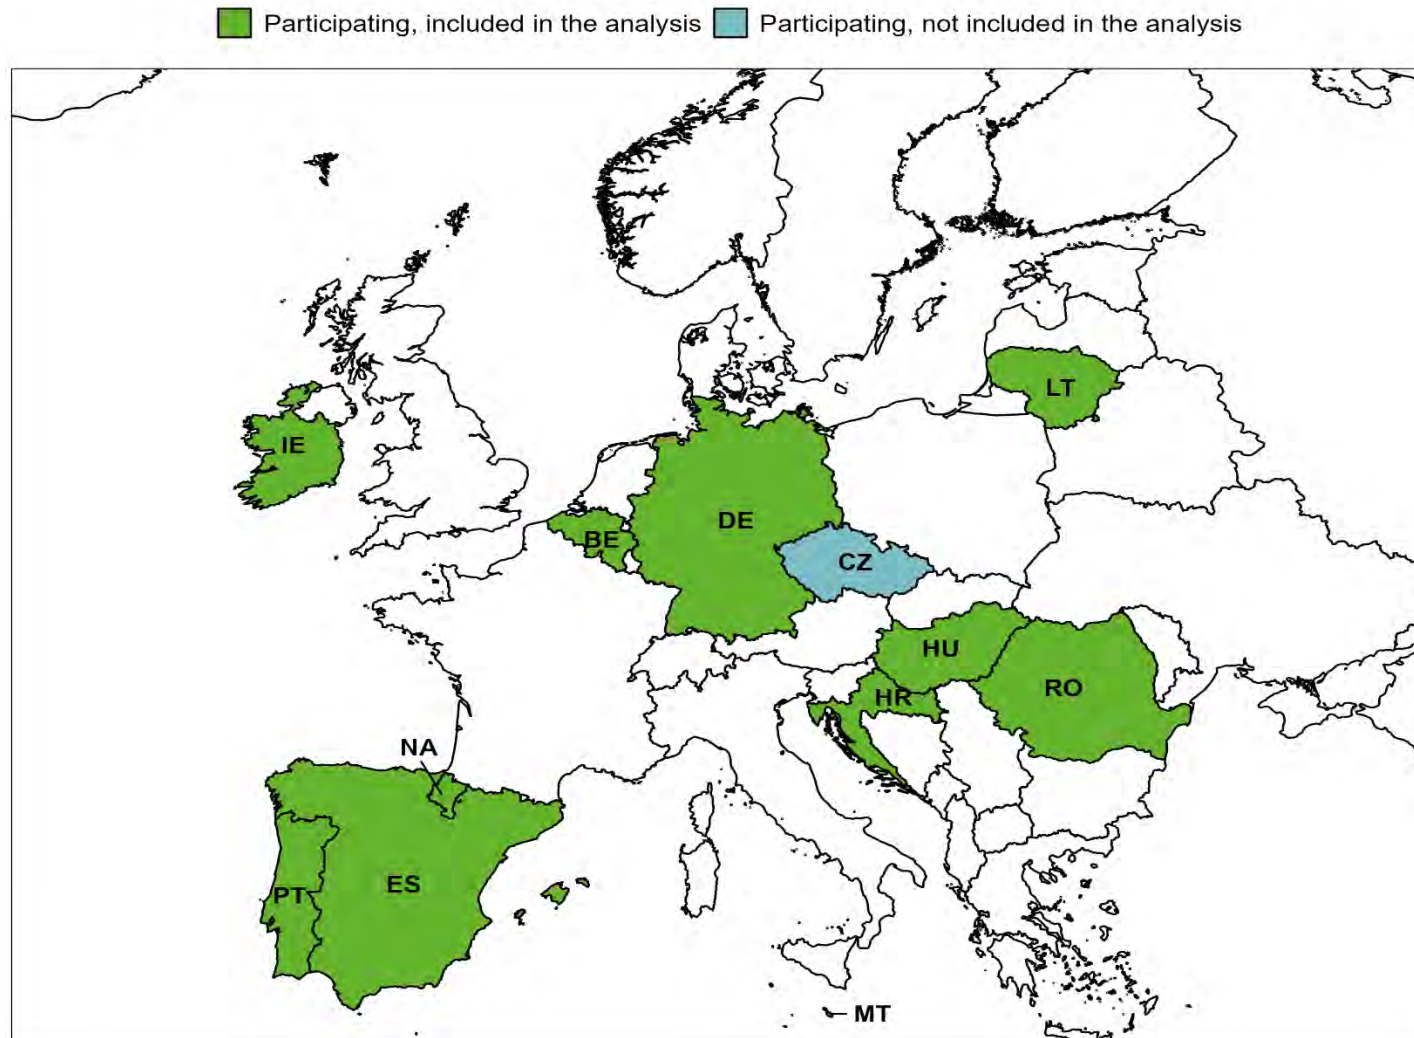 Participating, included in the analysis Participating, not included in the analysis
LT
IE
DE
BE
CZ
HU
RO
HR
NA
ES
PT
MT